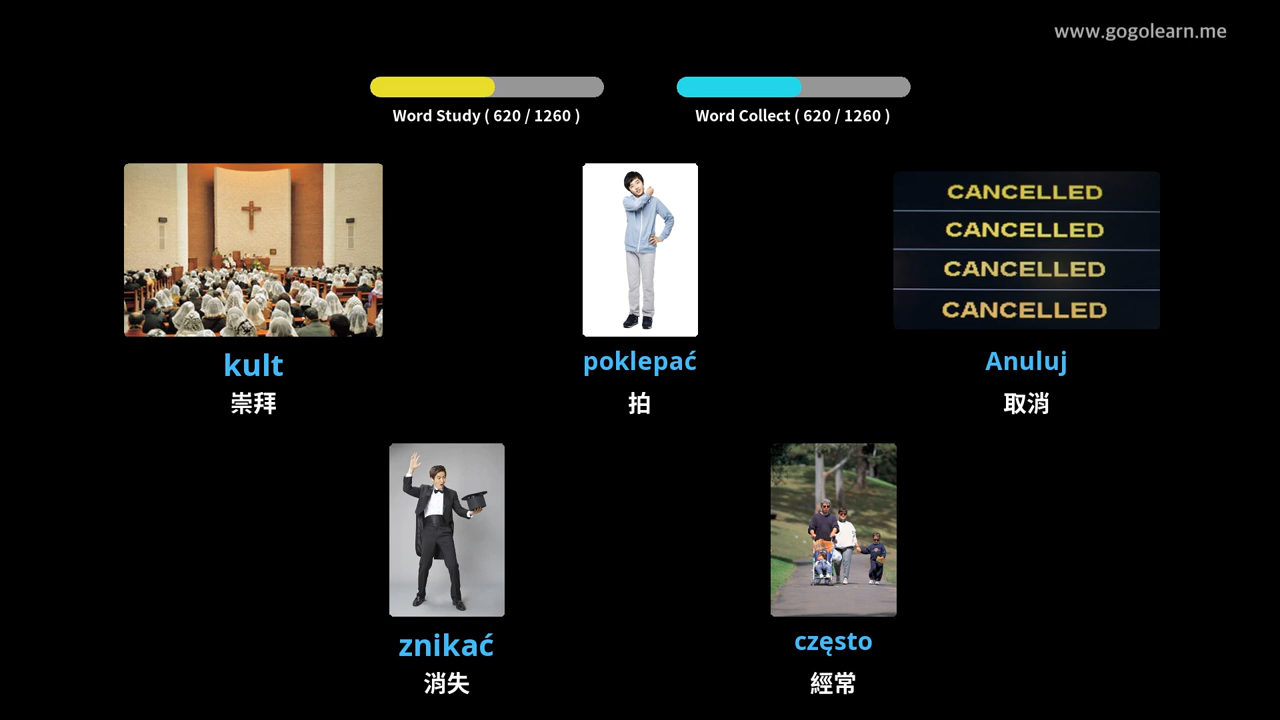 www.gogolearn.me
Word Study ( 620 / 1260 )
Word Collect ( 620 / 1260 )
CANCELLED
CANCELLED
CANCELLED
CANCELLED
kult
崇拜
poklepać
拍
Anuluj
取消
znikać
消失
często
經常